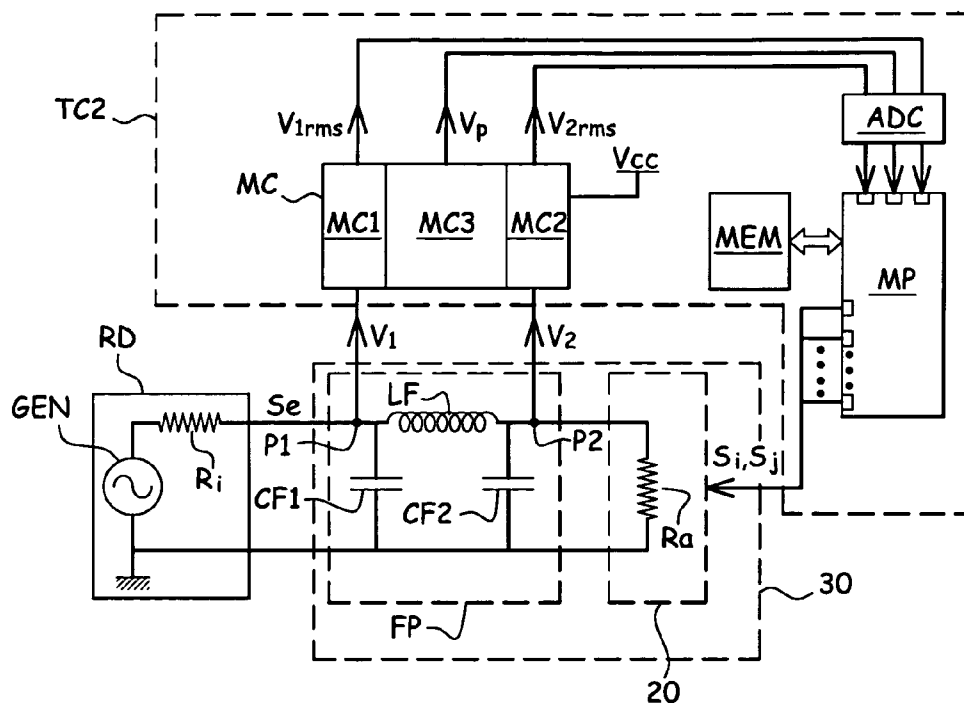 TC2
V1rms
Vp
V2rms
ADC
Vcc
MC
MC1
MC3
MC2
MEM
MP
V1
V2
RD
GEN
Ri
Se
P1
LF
P2
Si,Sj
CF1
CF2
Ra
30
FP
20